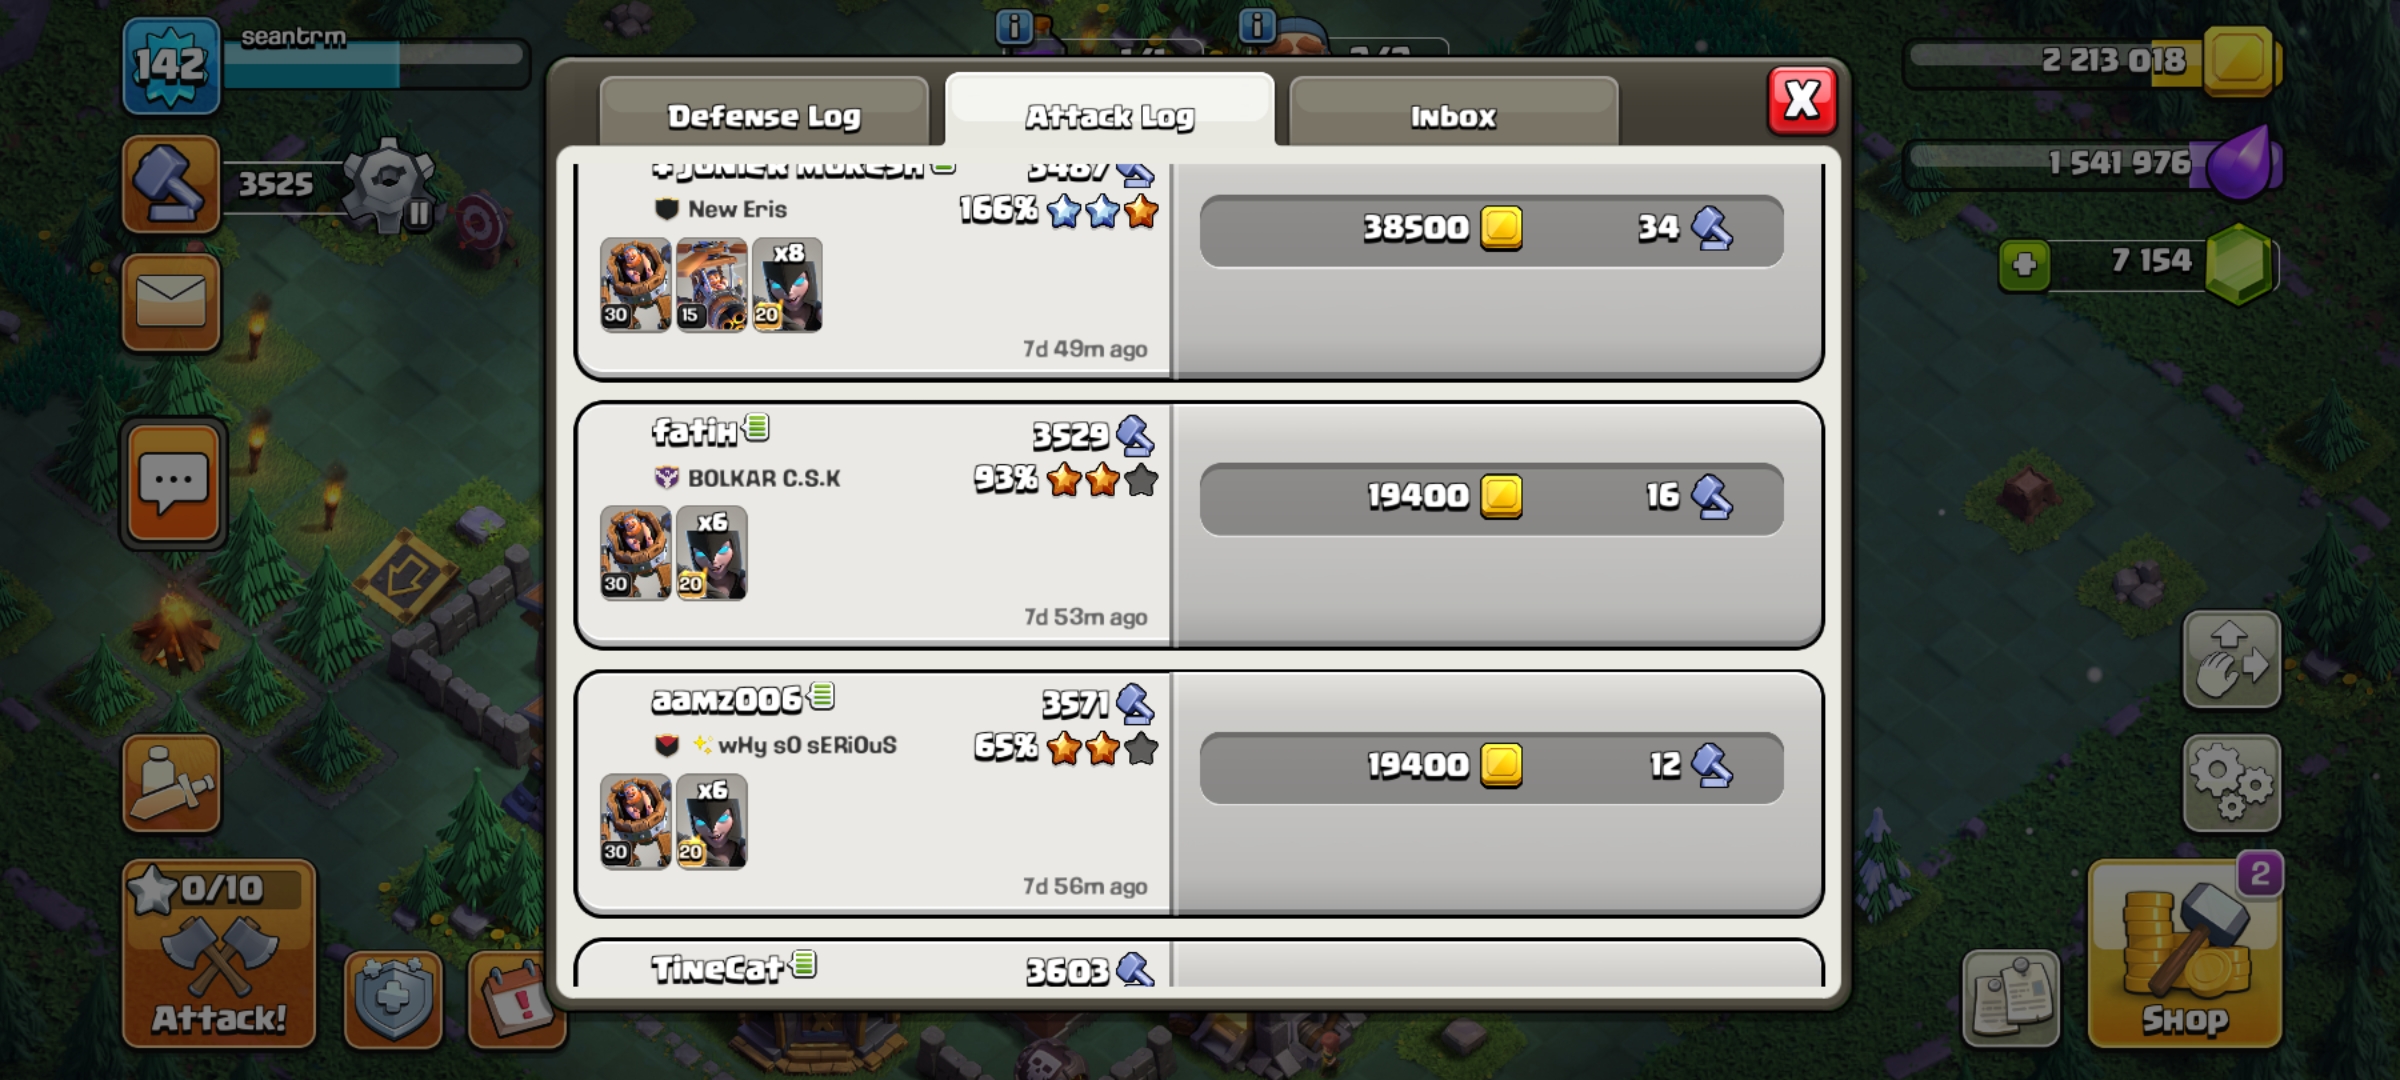 142
seantrm
3525
i
i
2 213 018
1 541 976
7 154
Defense Log
Attack Log
Inbox
X
3487
New Eris
166%
38500
34
x8
30
15
20
7d 49m ago
fatiH
3529
BOLKAR C.S.K
93%
19400
16
x6
30
20
7d 53m ago
aamz006
3571
wHy sO sERiOuS
65%
19400
12
x6
30
20
7d 56m ago
TineCat
3603
0/10
Attack!
2
Shop